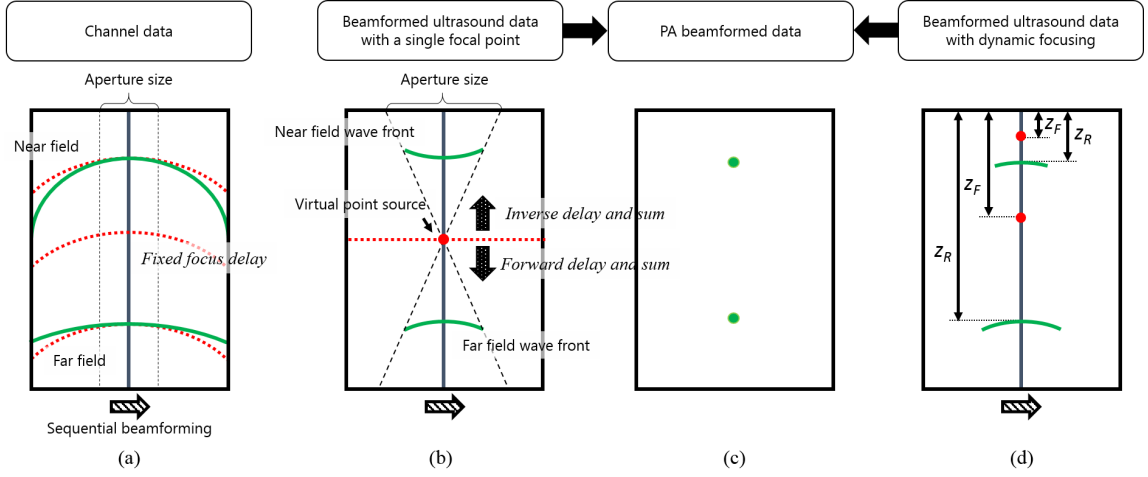 Channel data
Beamformed ultrasound data
with a single focal point
PA beamformed data
Beamformed ultrasound data
with dynamic focusing
Aperture size
Near field
Fixed focus delay
Far field
Sequential beamforming
(a)
Aperture size
Near field wave front
Virtual point source
Inverse delay and sum
Forward delay and sum
Far field wave front
(b)
(c)
z_F
z_R
z_F
z_R
(d)